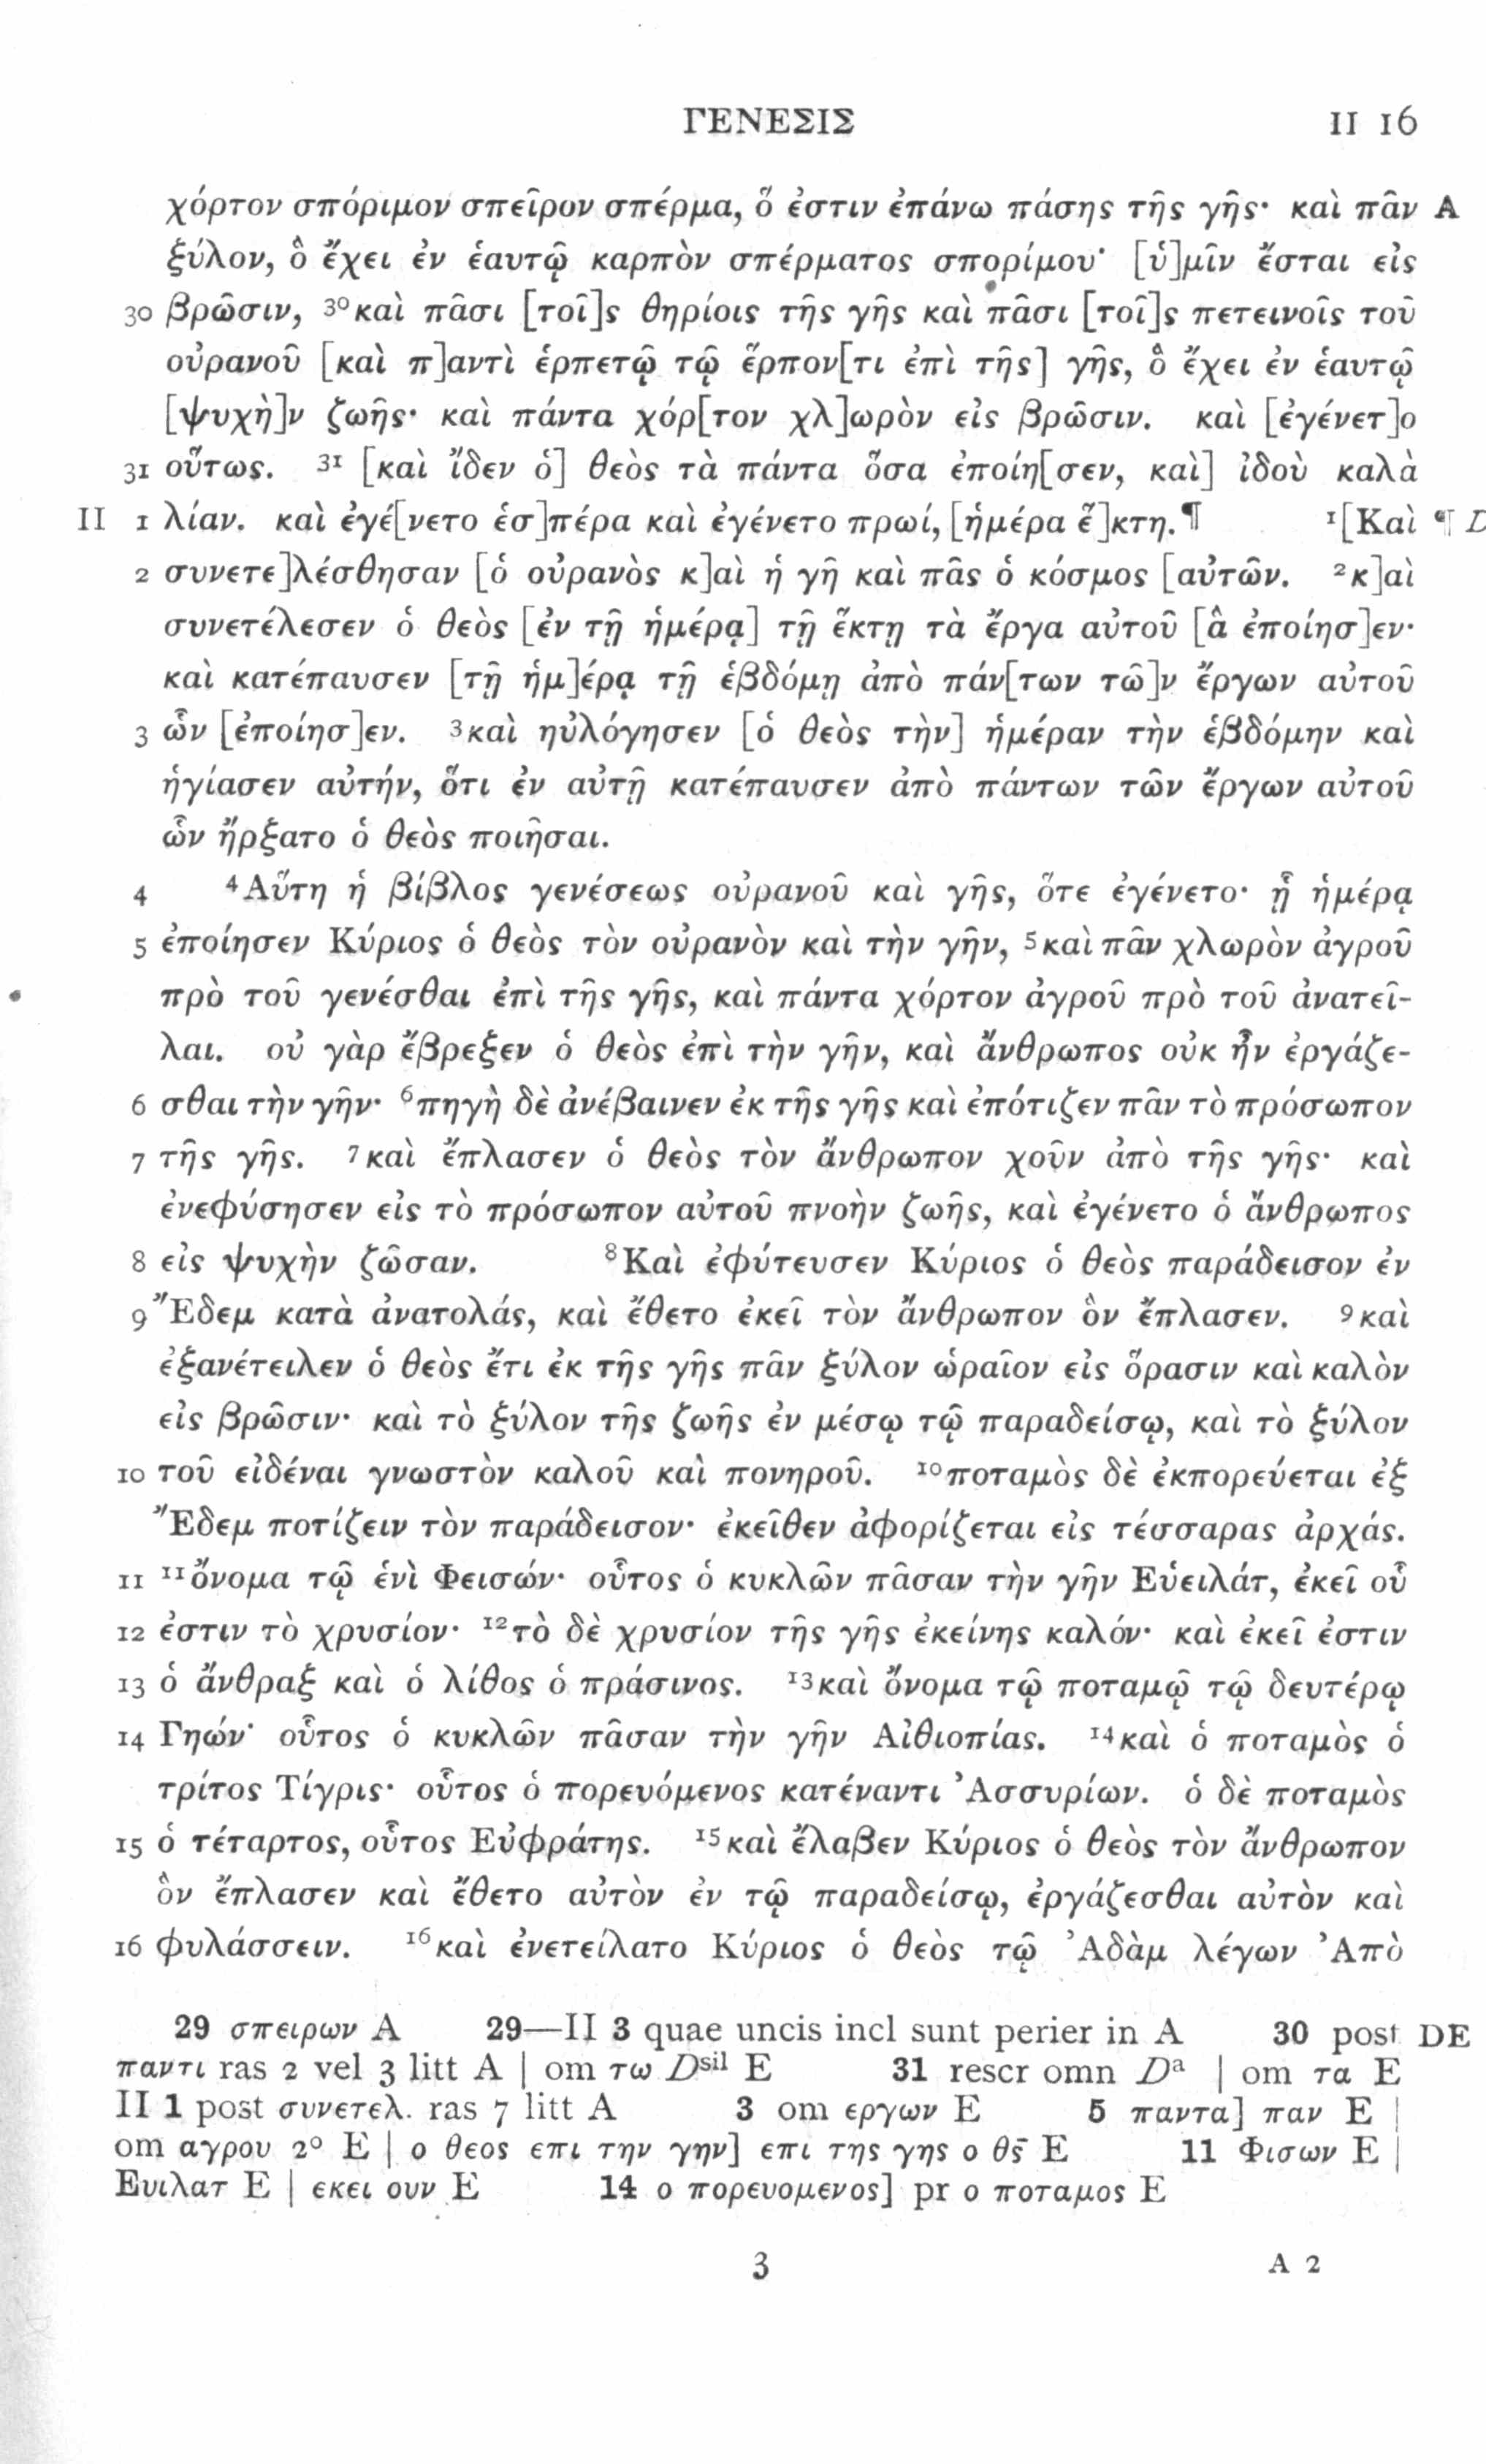 ΓΕΝΕΣΙΣ II 16
χόρτον σπόριμον σπεῖρον σπέρμα, ὅ ἐστιν ἐπάνω πάσης τῆς γῆς· καὶ πᾶν A
ξύλον, ὃ ἔχει ἐν ἑαυτῷ καρπὸν σπέρματος σπορίμου· [ὑ]μῖν ἔσται εἰς
30 βρῶσιν, ³⁰καὶ πᾶσι [τοῖ]ς θηρίοις τῆς γῆς καὶ πᾶσι [τοῖ]ς πετεινοῖς τοῦ
οὐρανοῦ [καὶ π]αντὶ ἑρπετῷ τῷ ἕρπον[τι ἐπὶ τῆς] γῆς, ὃ ἔχει ἐν ἑαυτῷ
[ψυχὴ]ν ζωῆς· καὶ πάντα χόρ[τον χλ]ωρὸν εἰς βρῶσιν. καὶ [ἐγένετ]ο
31 οὕτως. ³¹ [καὶ ἴδεν ὁ] θεὸς τὰ πάντα ὅσα ἐποίη[σεν, καὶ] ἰδοὺ καλὰ
II 1 λίαν. καὶ ἐγέ[νετο ἑσ]πέρα καὶ ἐγένετο πρωί, [ἡμέρα ἕ]κτη.¶ ¹[Καὶ ¶ D
2 συνετε]λέσθησαν [ὁ οὐρανὸς κ]αὶ ἡ γῆ καὶ πᾶς ὁ κόσμος [αὐτῶν. ²κ]αὶ
συνετέλεσεν ὁ θεὸς [ἐν τῇ ἡμέρᾳ] τῇ ἕκτῃ τὰ ἔργα αὐτοῦ [ἃ ἐποίησ]εν·
καὶ κατέπαυσεν [τῇ ἡμ]έρᾳ τῇ ἑβδόμῃ ἀπὸ πάν[των τῶ]ν ἔργων αὐτοῦ
3 ὧν [ἐποίησ]εν. ³καὶ ηὐλόγησεν [ὁ θεὸς τὴν] ἡμέραν τὴν ἑβδόμην καὶ
ἡγίασεν αὐτήν, ὅτι ἐν αὐτῇ κατέπαυσεν ἀπὸ πάντων τῶν ἔργων αὐτοῦ
ὧν ἤρξατο ὁ θεὸς ποιῆσαι.
4 ⁴Αὕτη ἡ βίβλος γενέσεως οὐρανοῦ καὶ γῆς, ὅτε ἐγένετο· ᾗ ἡμέρᾳ
5 ἐποίησεν Κύριος ὁ θεὸς τὸν οὐρανὸν καὶ τὴν γῆν, ⁵καὶ πᾶν χλωρὸν ἀγροῦ
πρὸ τοῦ γενέσθαι ἐπὶ τῆς γῆς, καὶ πάντα χόρτον ἀγροῦ πρὸ τοῦ ἀνατεῖ-
λαι. οὐ γὰρ ἔβρεξεν ὁ θεὸς ἐπὶ τὴν γῆν, καὶ ἄνθρωπος οὐκ ἦν ἐργάζε-
6 σθαι τὴν γῆν· ⁶πηγὴ δὲ ἀνέβαινεν ἐκ τῆς γῆς καὶ ἐπότιζεν πᾶν τὸ πρόσωπον
7 τῆς γῆς. ⁷καὶ ἔπλασεν ὁ θεὸς τὸν ἄνθρωπον χοῦν ἀπὸ τῆς γῆς· καὶ
ἐνεφύσησεν εἰς τὸ πρόσωπον αὐτοῦ πνοὴν ζωῆς, καὶ ἐγένετο ὁ ἄνθρωπος
8 εἰς ψυχὴν ζῶσαν. ⁸Καὶ ἐφύτευσεν Κύριος ὁ θεὸς παράδεισον ἐν
9 Ἔδεμ κατὰ ἀνατολάς, καὶ ἔθετο ἐκεῖ τὸν ἄνθρωπον ὃν ἔπλασεν. ⁹καὶ
ἐξανέτειλεν ὁ θεὸς ἔτι ἐκ τῆς γῆς πᾶν ξύλον ὡραῖον εἰς ὅρασιν καὶ καλὸν
εἰς βρῶσιν· καὶ τὸ ξύλον τῆς ζωῆς ἐν μέσῳ τῷ παραδείσῳ, καὶ τὸ ξύλον
10 τοῦ εἰδέναι γνωστὸν καλοῦ καὶ πονηροῦ. ¹⁰ποταμὸς δὲ ἐκπορεύεται ἐξ
Ἔδεμ ποτίζειν τὸν παράδεισον· ἐκεῖθεν ἀφορίζεται εἰς τέσσαρας ἀρχάς.
11 ¹¹ὄνομα τῷ ἑνὶ Φεισών· οὗτος ὁ κυκλῶν πᾶσαν τὴν γῆν Εὑειλάτ, ἐκεῖ οὗ
12 ἐστιν τὸ χρυσίον· ¹²τὸ δὲ χρυσίον τῆς γῆς ἐκείνης καλόν· καὶ ἐκεῖ ἐστιν
13 ὁ ἄνθραξ καὶ ὁ λίθος ὁ πράσινος. ¹³καὶ ὄνομα τῷ ποταμῷ τῷ δευτέρῳ
14 Γηών· οὗτος ὁ κυκλῶν πᾶσαν τὴν γῆν Αἰθιοπίας. ¹⁴καὶ ὁ ποταμὸς ὁ
τρίτος Τίγρις· οὗτος ὁ πορευόμενος κατέναντι Ἀσσυρίων. ὁ δὲ ποταμὸς
15 ὁ τέταρτος, οὗτος Εὐφράτης. ¹⁵καὶ ἔλαβεν Κύριος ὁ θεὸς τὸν ἄνθρωπον
ὃν ἔπλασεν καὶ ἔθετο αὐτὸν ἐν τῷ παραδείσῳ, ἐργάζεσθαι αὐτὸν καὶ
16 φυλάσσειν. ¹⁶καὶ ἐνετείλατο Κύριος ὁ θεὸς τῷ Ἀδὰμ λέγων Ἀπὸ
29 σπειρων A 29—II 3 quae uncis incl sunt perier in A 30 post DE
παντι ras 2 vel 3 litt A | om τω Dsil E 31 rescr omn Dᵃ | om τα E
II 1 post συνετελ. ras 7 litt A 3 om εργων E 5 παντα] παν E |
om αγρου 2° E | ο θεος επι την γην] επι της γης ο θς̄ E 11 Φισων E |
Ευιλατ E | εκει ουν E 14 ο πορευομενος] pr ο ποταμος E
3 A 2